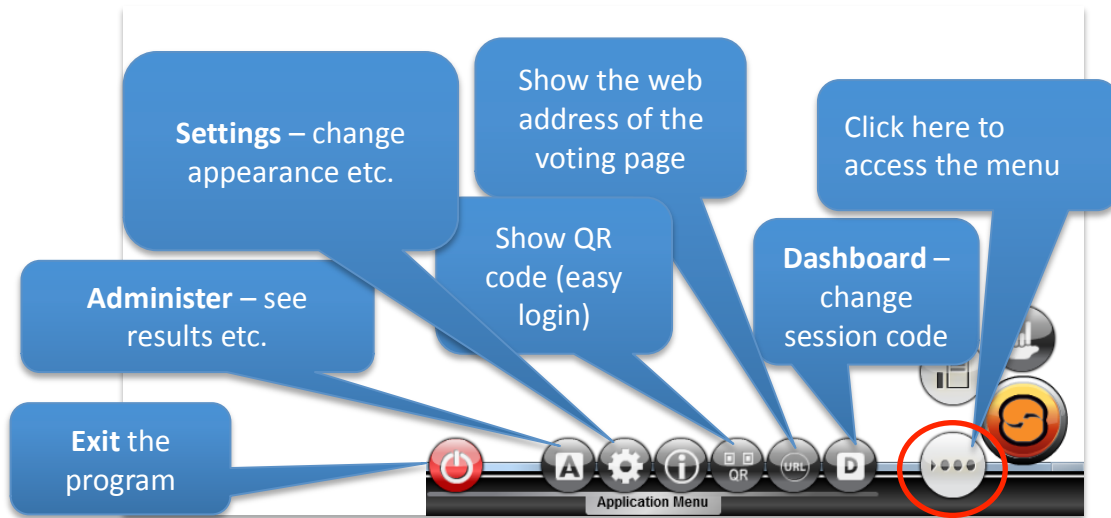 Settings – change
appearance etc.
Show the web
address of the
voting page
Click here to
access the menu
Show QR
code (easy
login)
Dashboard –
change
session code
Administer – see
results etc.
Exit the
program
A
i
QR
URL
D
Application Menu